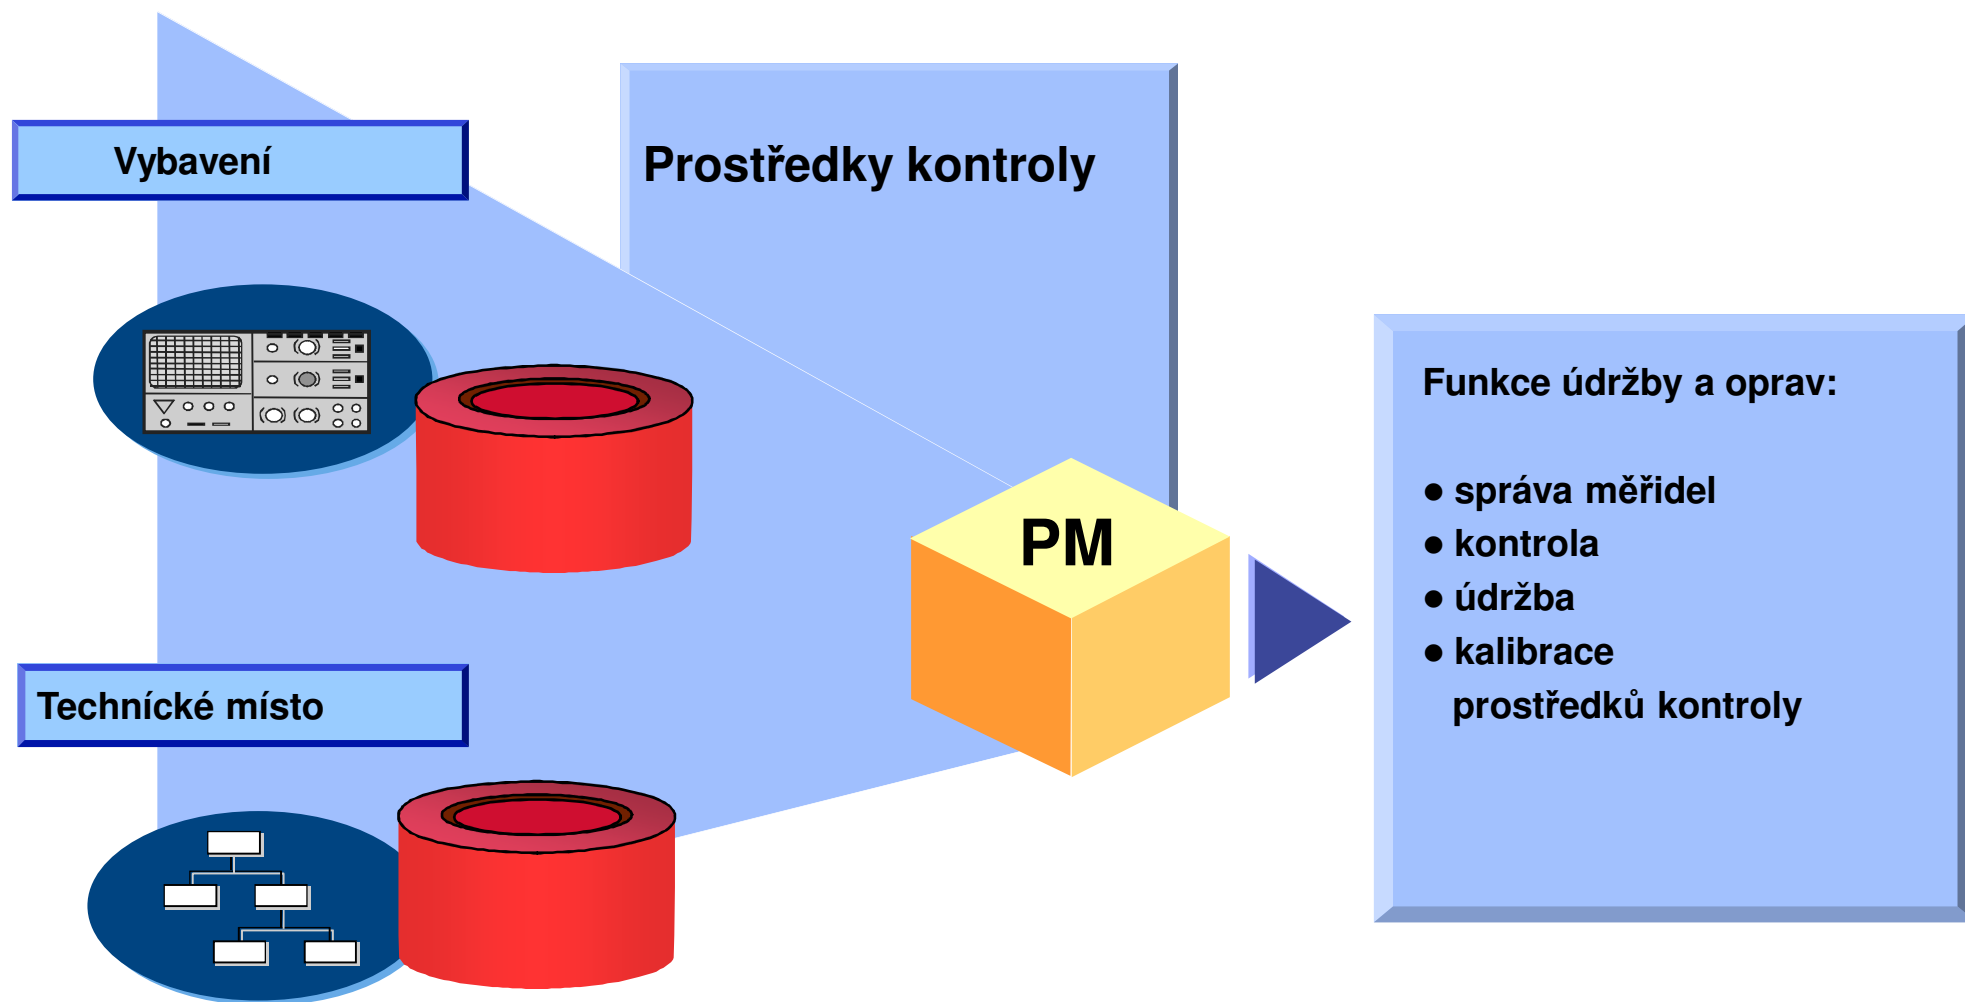 Vybavení
Prostředky kontroly
PM
Technícké místo
Funkce údržby a oprav:
● správa měřidel
● kontrola
● údržba
● kalibrace
prostředků kontroly